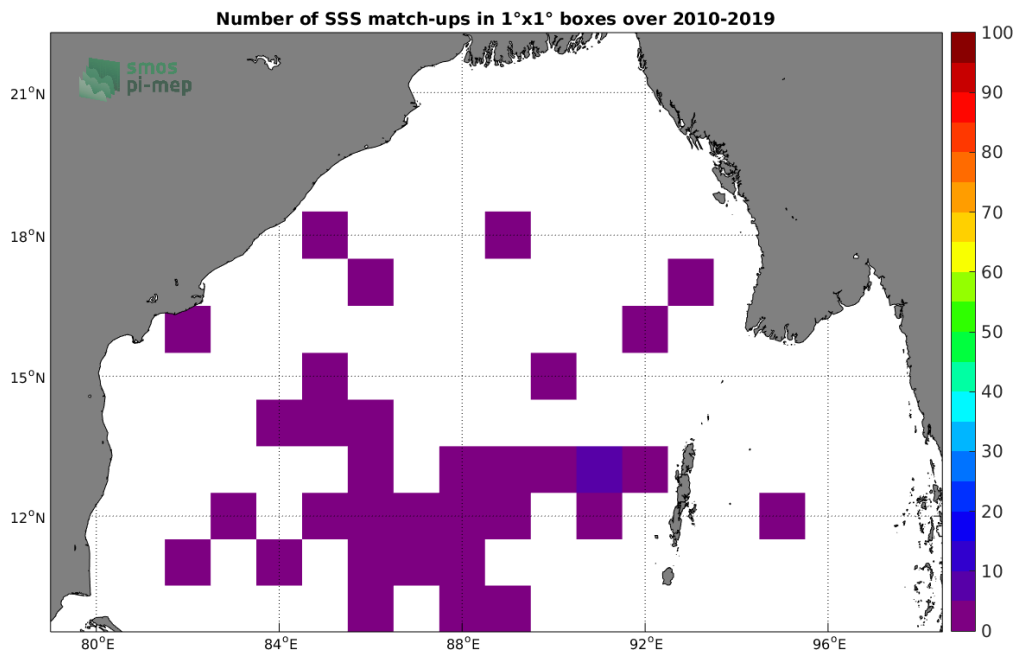 Number of SSS match-ups in 1°x1° boxes over 2010-2019
smos
pi-mep
21°N
18°N
15°N
12°N
80°E
84°E
88°E
92°E
96°E
100
90
80
70
60
50
40
30
20
10
0